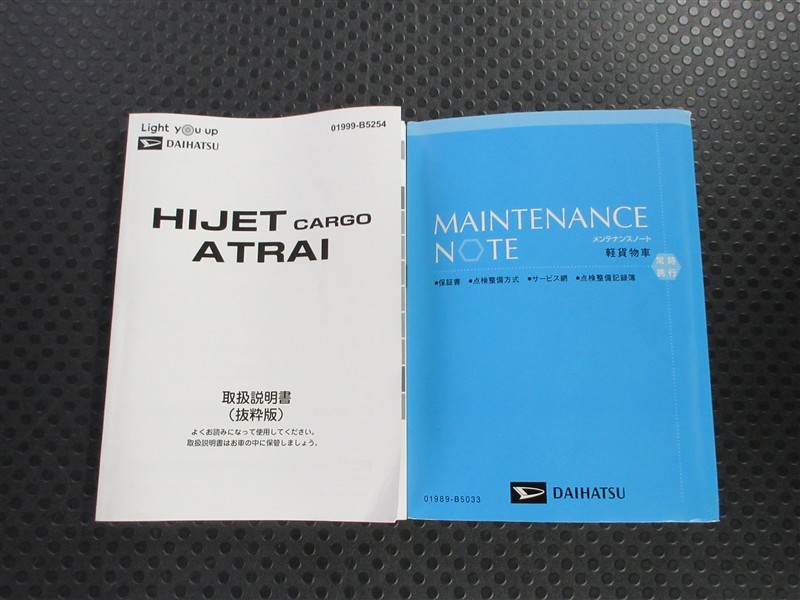 Light you up
DAIHATSU
01999-B5254
HIJET CARGO
ATRAI
取扱説明書
(抜粋版)
よくお読みになって使用してください。
取扱説明書はお車の中に保管しましょう。
MAINTENANCE
NOTE
メンテナンスノート
軽貨物車
常時
携行
●保証書 ●点検整備方式 ●サービス網 ●点検整備記録簿
01989-B5033
DAIHATSU